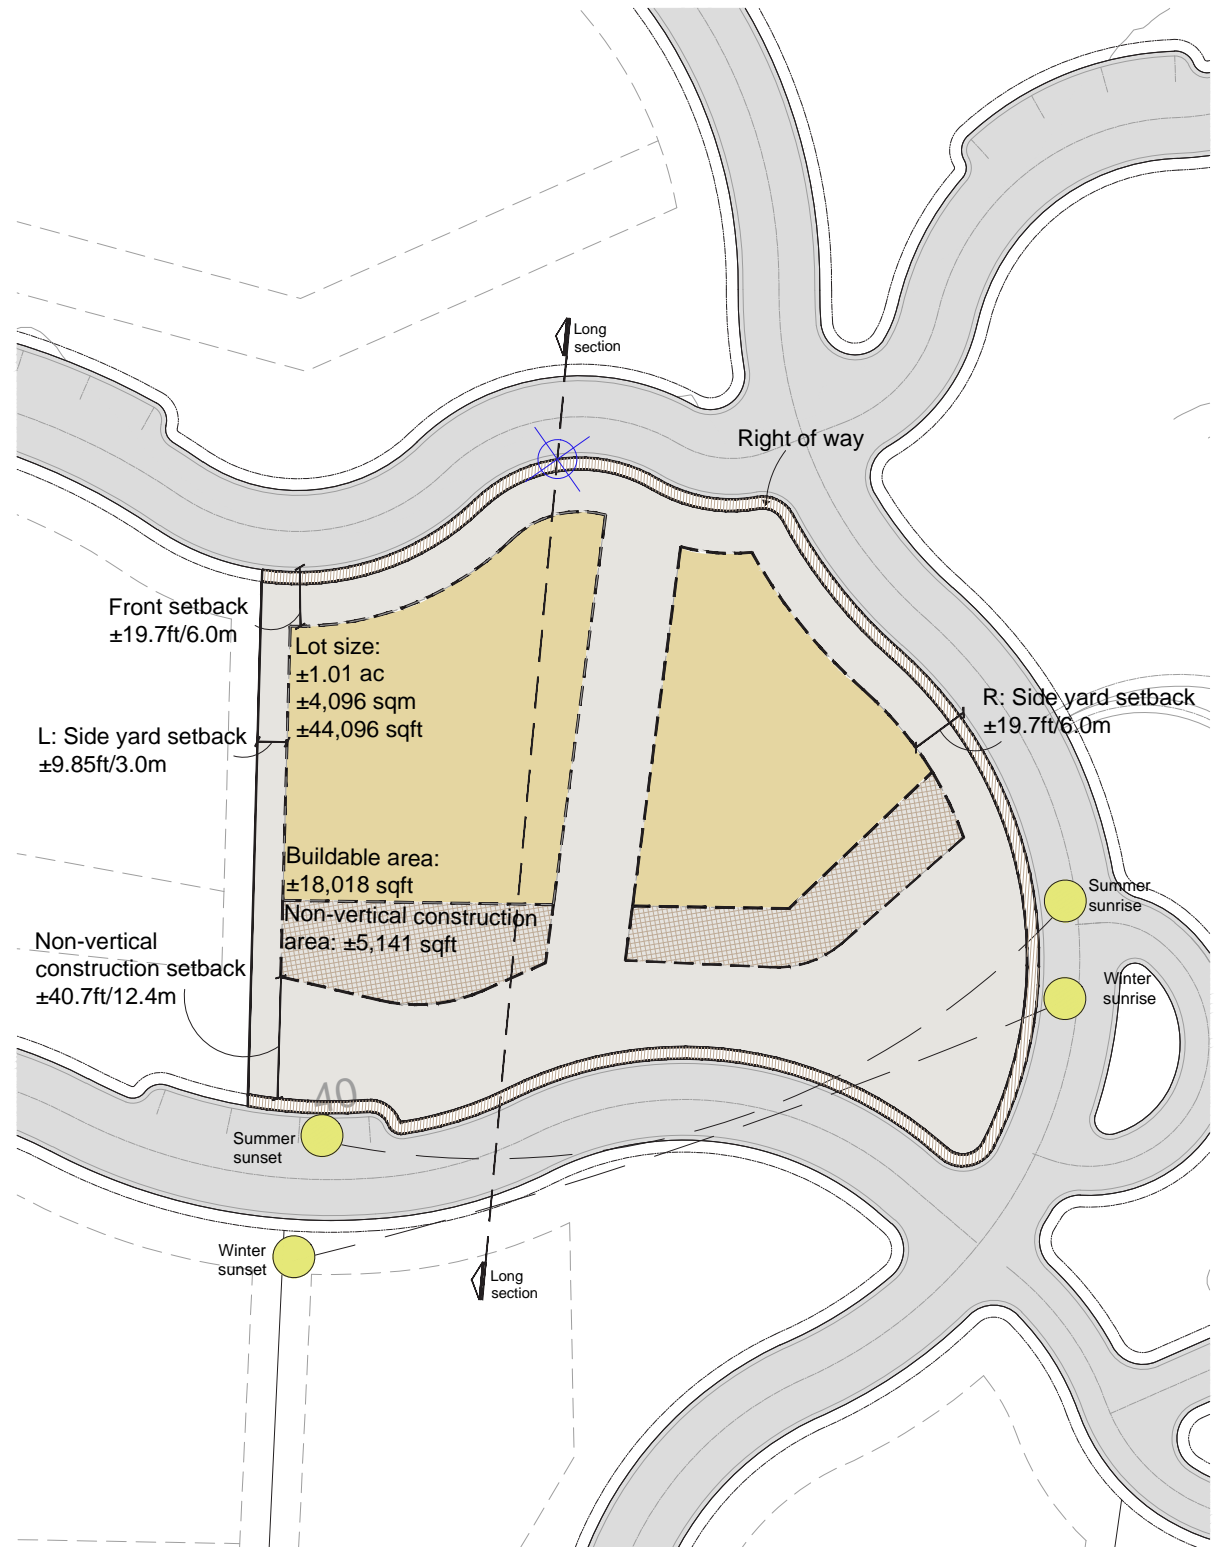 Long
section
Right of way
Front setback
±19.7ft/6.0m
Lot size:
±1.01 ac
±4,096 sqm
±44,096 sqft
R: Side yard setback
±19.7ft/6.0m
L: Side yard setback
±9.85ft/3.0m
Buildable area:
±18,018 sqft
Non-vertical construction
area: ±5,141 sqft
Summer
sunrise
Non-vertical
construction setback
±40.7ft/12.4m
Winter
sunrise
40
Summer
sunset
Winter
sunset
Long
section